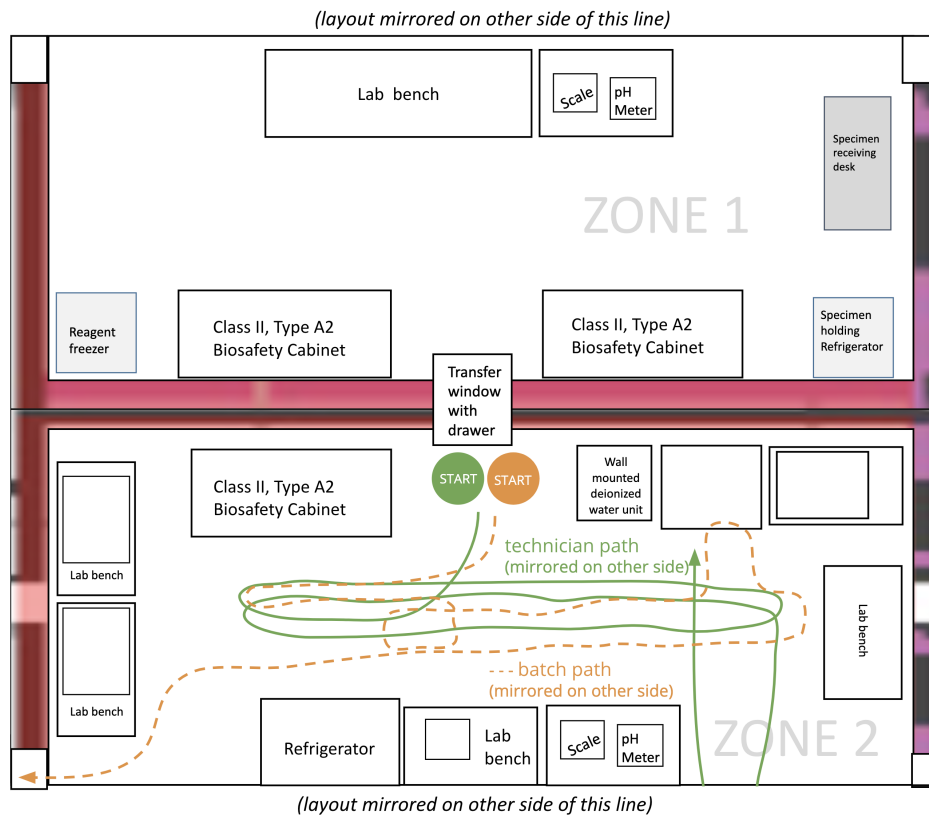 (layout mirrored on other side of this line)
Lab bench
Scale
pH
Meter
Specimen
receiving
desk
ZONE 1
Reagent
freezer
Class II, Type A2
Biosafety Cabinet
Class II, Type A2
Biosafety Cabinet
Specimen
holding
Refrigerator
Transfer
window
with
drawer
Class II, Type A2
Biosafety Cabinet
START
START
Wall
mounted
deionized
water unit
technician path
(mirrored on other side)
Lab bench
Lab bench
Lab bench
--- batch path
(mirrored on other side)
Refrigerator
Lab
bench
Scale
pH
Meter
ZONE 2
(layout mirrored on other side of this line)